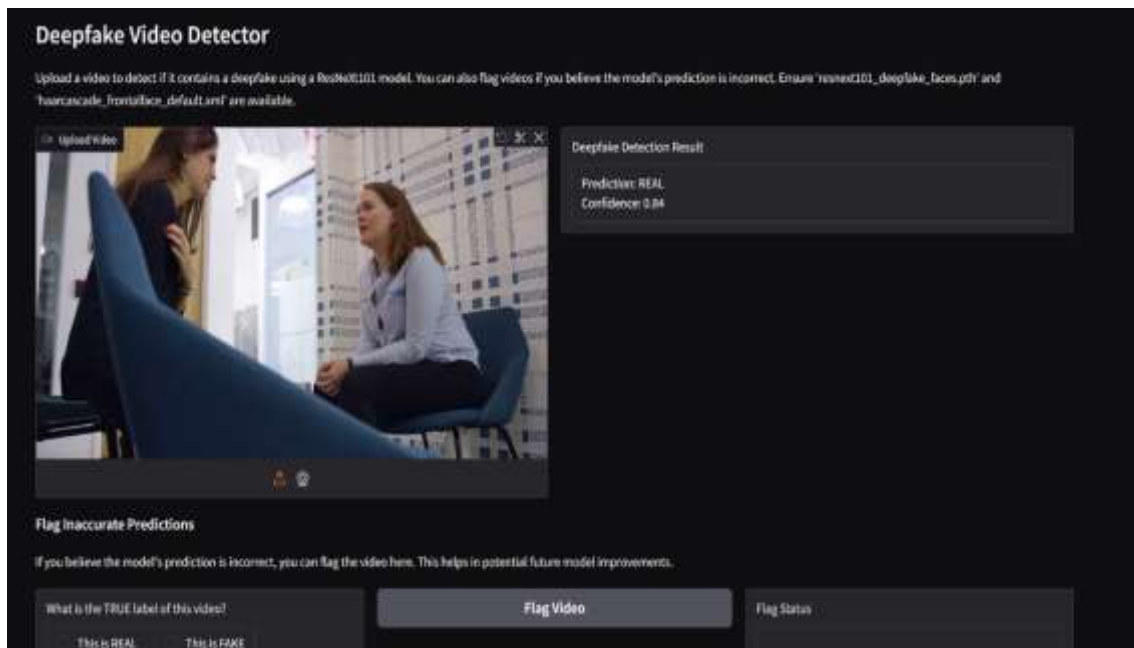 Deepfake Video Detector
Upload a video to detect if it contains a deepfake using a ResNeXt101 model. You can also flag videos if you believe the model's prediction is incorrect. Ensure 'resnext101_deepfake_faces.pth' and
'haarcascade_frontalface_default.xml' are available.
Upload Video
Deepfake Detection Result
Prediction: REAL
Confidence: 0.84
Flag Inaccurate Predictions
If you believe the model's prediction is incorrect, you can flag the video here. This helps in potential future model improvements.
What is the TRUE label of this video?
Flag Video
Flag Status
This is REAL
This is FAKE